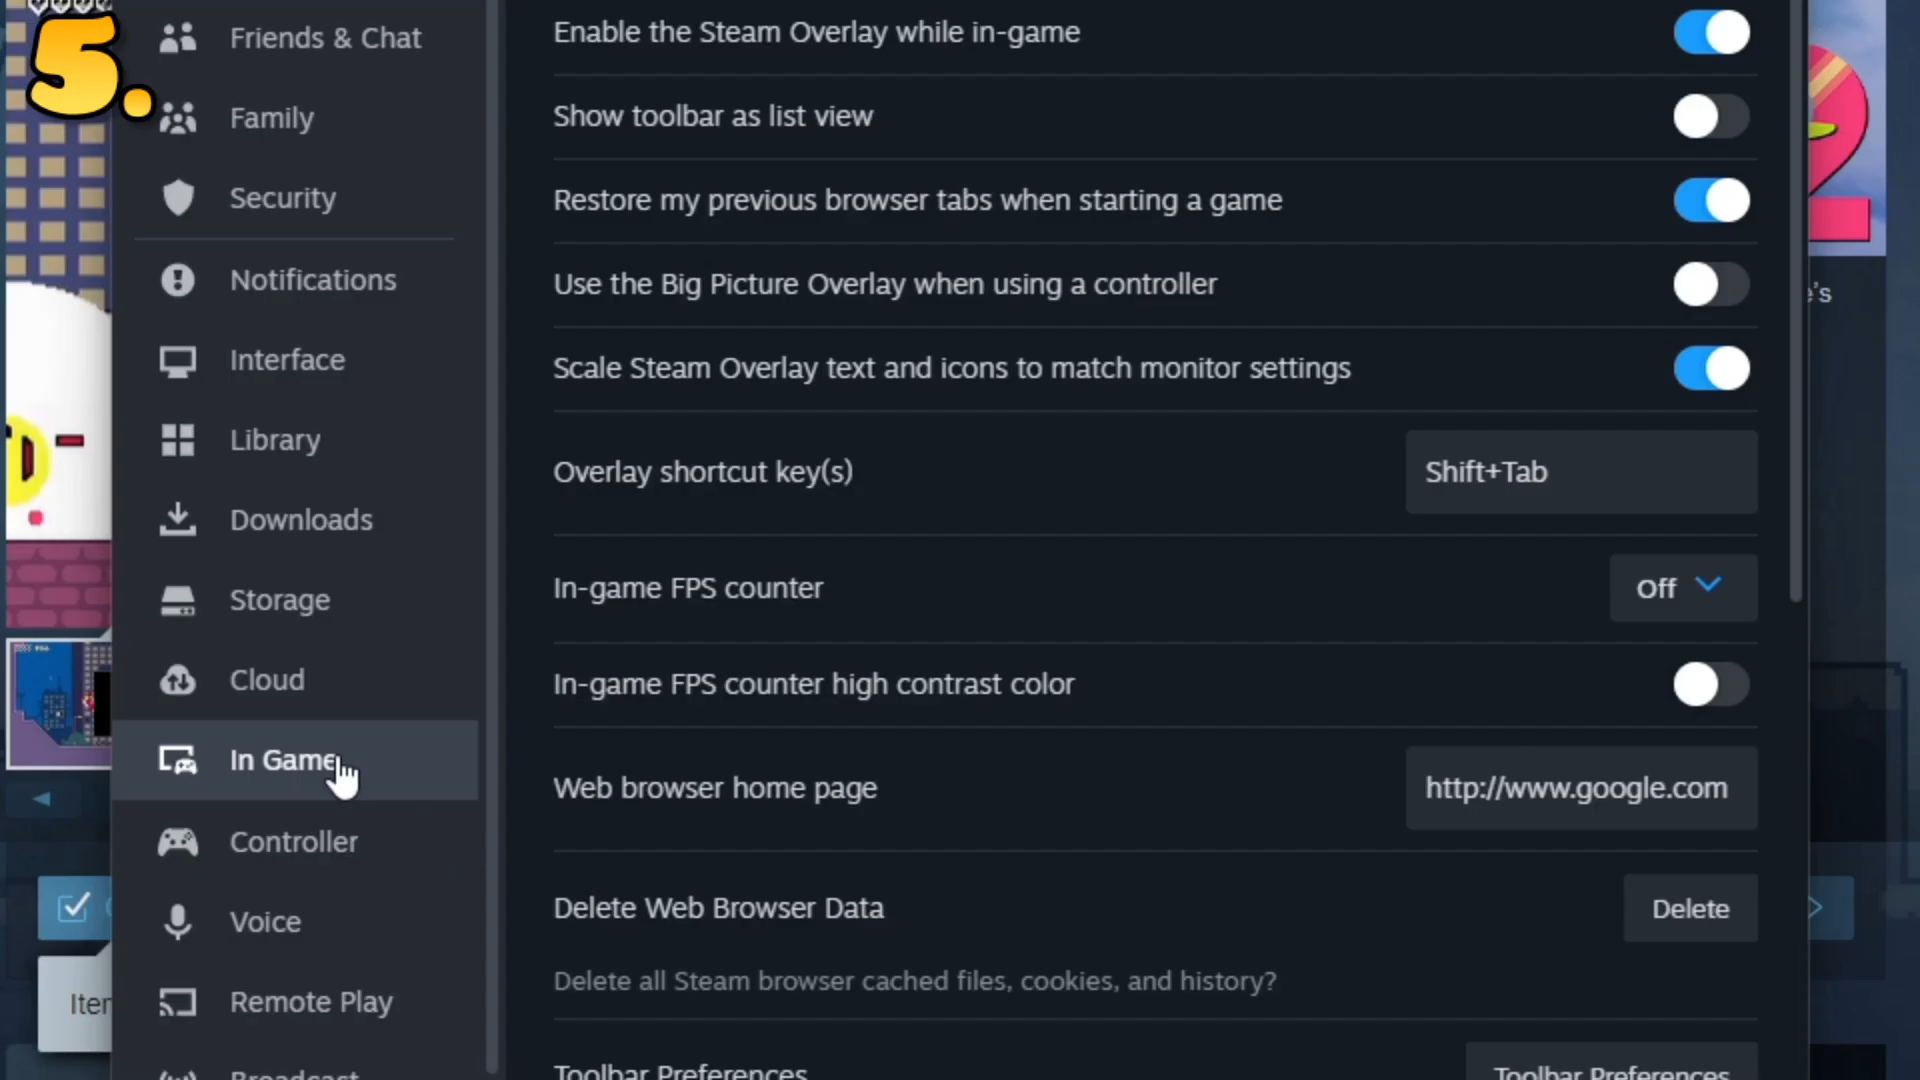 5.
Friends & Chat
Family
Security
Notifications
Interface
Library
Downloads
Storage
Cloud
In Game
Controller
Voice
Remote Play
Broadcast
Enable the Steam Overlay while in-game
Show toolbar as list view
Restore my previous browser tabs when starting a game
Use the Big Picture Overlay when using a controller
Scale Steam Overlay text and icons to match monitor settings
Overlay shortcut key(s) Shift+Tab
In-game FPS counter Off
In-game FPS counter high contrast color
Web browser home page http://www.google.com
Delete Web Browser Data Delete
Delete all Steam browser cached files, cookies, and history?
Toolbar Preferences Toolbar Preferences
e's
Iter